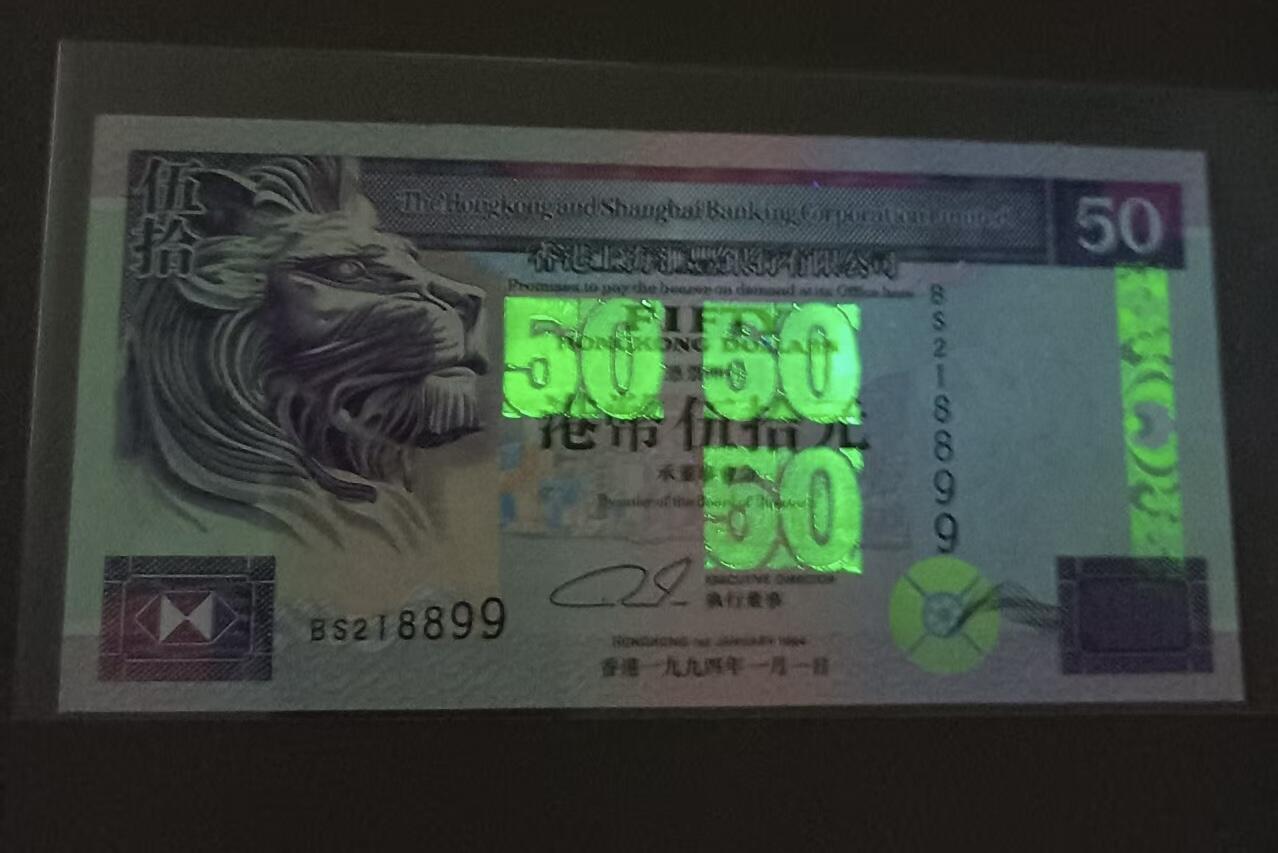 伍拾
The Hongkong and Shanghai Banking Corporation Limited
50
香港上海滙豐銀行有限公司
Promises to pay the bearer on demand at its Office here
FIFTY
HONGKONG DOLLARS
50 50
港幣伍拾元
50
BS218899
EXECUTIVE DIRECTOR
執行董事
BS218899
HONGKONG 1ST JANUARY 1994
香港一九九四年一月一日